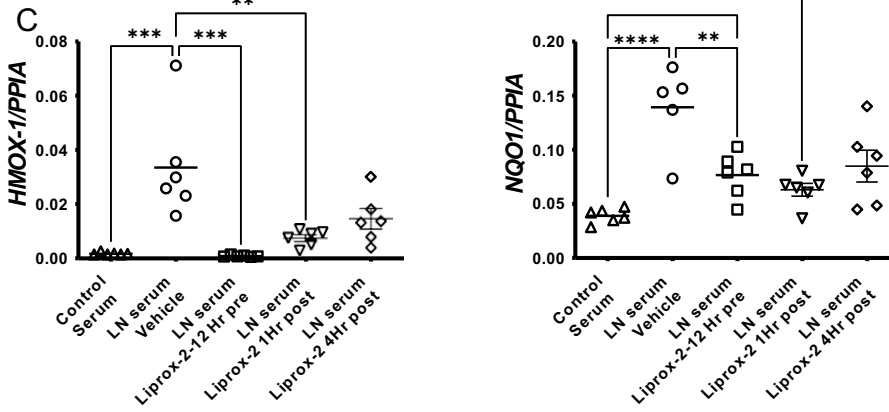 C
**
*** ***
HMOX-1/PPIA
0.08
0.06
0.04
0.02
0.00
Control
Serum
LN serum
Vehicle
LN serum
Liprox-2-12 Hr pre
LN serum
Liprox-2 1Hr post
LN serum
Liprox-2 4Hr post
**** **
NQO1/PPIA
0.20
0.15
0.10
0.05
0.00
Control
Serum
LN serum
Vehicle
LN serum
Liprox-2-12 Hr pre
LN serum
Liprox-2 1Hr post
LN serum
Liprox-2 4Hr post